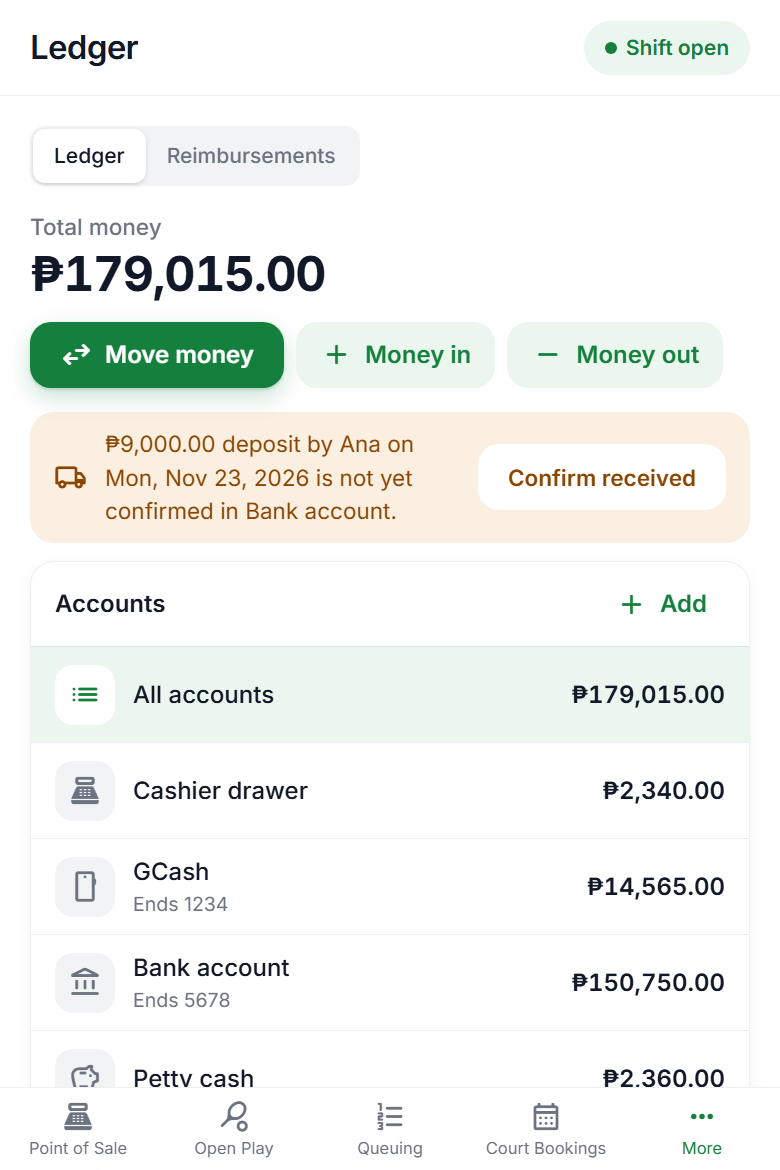 Ledger
Shift open
Ledger
Reimbursements
Total money
₱179,015.00
Move money
Money in
Money out
₱9,000.00 deposit by Ana on
Mon, Nov 23, 2026 is not yet
confirmed in Bank account.
Confirm received
Accounts
Add
All accounts
₱179,015.00
Cashier drawer
₱2,340.00
GCash
Ends 1234
₱14,565.00
Bank account
Ends 5678
₱150,750.00
Petty cash
₱2,360.00
Point of Sale
Open Play
Queuing
Court Bookings
More